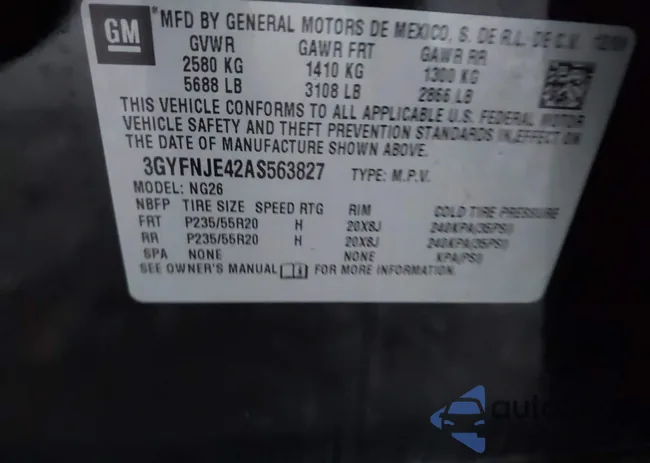 GM
*MFD BY GENERAL MOTORS DE MEXICO, S. DE R.L. DE C.V.
GVWR GAWR FRT GAWR RR
2580 KG 1410 KG 1300 KG
5688 LB 3108 LB 2866 LB
THIS VEHICLE CONFORMS TO ALL APPLICABLE U.S. FEDERAL MOTOR
VEHICLE SAFETY AND THEFT PREVENTION STANDARDS IN EFFECT ON
THE DATE OF MANUFACTURE SHOWN ABOVE.
3GYFNJE42AS563827 TYPE: M.P.V.
MODEL: NG26
NBFP TIRE SIZE SPEED RTG RIM COLD TIRE PRESSURE
FRT P235/55R20 H 20X8J 240KPA(35PSI)
RR P235/55R20 H 20X8J 240KPA(35PSI)
SPA NONE NONE KPA(PSI)
SEE OWNER'S MANUAL FOR MORE INFORMATION.